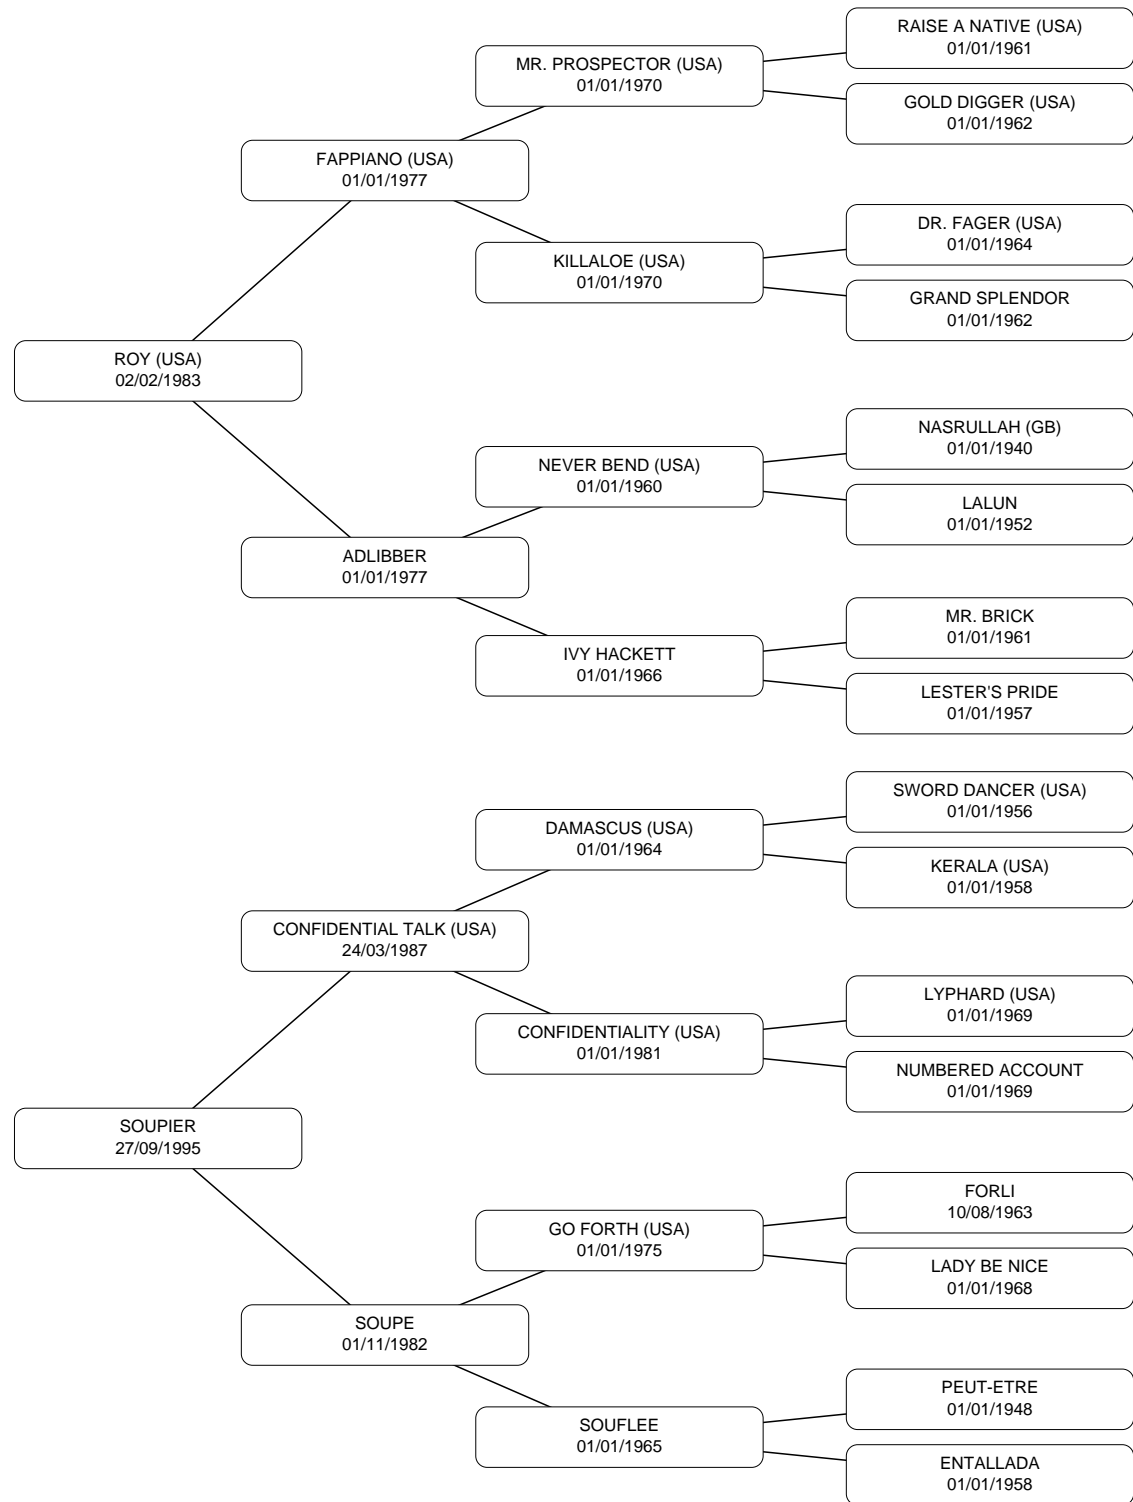 RAISE A NATIVE (USA)
01/01/1961
MR. PROSPECTOR (USA)
01/01/1970
GOLD DIGGER (USA)
01/01/1962
FAPPIANO (USA)
01/01/1977
DR. FAGER (USA)
01/01/1964
KILLALOE (USA)
01/01/1970
GRAND SPLENDOR
01/01/1962
ROY (USA)
02/02/1983
NASRULLAH (GB)
01/01/1940
NEVER BEND (USA)
01/01/1960
LALUN
01/01/1952
ADLIBBER
01/01/1977
MR. BRICK
01/01/1961
IVY HACKETT
01/01/1966
LESTER'S PRIDE
01/01/1957
SWORD DANCER (USA)
01/01/1956
DAMASCUS (USA)
01/01/1964
KERALA (USA)
01/01/1958
CONFIDENTIAL TALK (USA)
24/03/1987
LYPHARD (USA)
01/01/1969
CONFIDENTIALITY (USA)
01/01/1981
NUMBERED ACCOUNT
01/01/1969
SOUPIER
27/09/1995
FORLI
10/08/1963
GO FORTH (USA)
01/01/1975
LADY BE NICE
01/01/1968
SOUPE
01/11/1982
PEUT-ETRE
01/01/1948
SOUFLEE
01/01/1965
ENTALLADA
01/01/1958